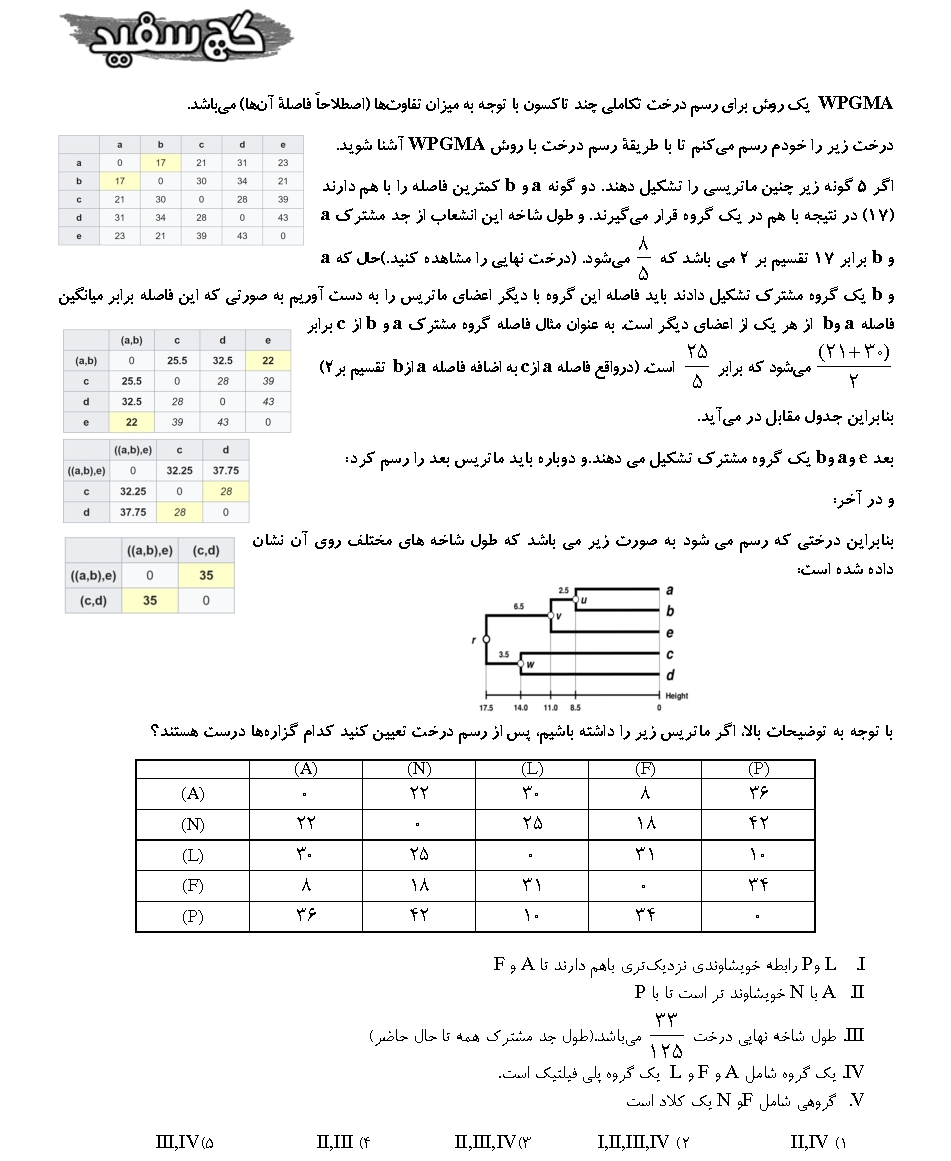 گچ سفید
WPGMA یک روش برای رسم درخت تکاملی چند تاکسون با توجه به میزان تفاوت‌ها (اصطلاحاً فاصلهٔ آن‌ها) می‌باشد.
درخت زیر را خودم رسم می‌کنم تا با طریقهٔ رسم درخت با روش WPGMA آشنا شوید.
a b c d e
a 0 17 21 31 23
b 17 0 30 34 21
c 21 30 0 28 39
d 31 34 28 0 43
e 23 21 39 43 0
اگر ۵ گونه زیر چنین ماتریسی را تشکیل دهند. دو گونه a و b کمترین فاصله را با هم دارند
(۱۷) در نتیجه با هم در یک گروه قرار می‌گیرند. و طول شاخه این انشعاب از جد مشترک a
و b برابر ۱۷ تقسیم بر ۲ می باشد که ۸/۵ می‌شود. (درخت نهایی را مشاهده کنید.)حال که a
و b یک گروه مشترک تشکیل دادند باید فاصله این گروه با دیگر اعضای ماتریس را به دست آوریم به صورتی که این فاصله برابر میانگین
فاصله a وb از هر یک از اعضای دیگر است. به عنوان مثال فاصله گروه مشترک a و b از c برابر
(۲۱+۳۰)/۲ می‌شود که برابر ۲۵/۵ است. (درواقع فاصله a ازc به اضافه فاصله a ازb تقسیم بر۲)
بنابراین جدول مقابل در می‌آید.
(a,b) c d e
(a,b) 0 25.5 32.5 22
c 25.5 0 28 39
d 32.5 28 0 43
e 22 39 43 0
بعد e وa وb یک گروه مشترک تشکیل می دهند.و دوباره باید ماتریس بعد را رسم کرد:
((a,b),e) c d
((a,b),e) 0 32.25 37.75
c 32.25 0 28
d 37.75 28 0
و در آخر:
((a,b),e) (c,d)
((a,b),e) 0 35
(c,d) 35 0
بنابراین درختی که رسم می شود به صورت زیر می باشد که طول شاخه های مختلف روی آن نشان
داده شده است:
2.5 a
u b
6.5 v
e
r
3.5 c
w
d
Height
17.5 14.0 11.0 8.5 0
با توجه به توضیحات بالا، اگر ماتریس زیر را داشته باشیم، پس از رسم درخت تعیین کنید کدام گزاره‌ها درست هستند؟
(A) (N) (L) (F) (P)
(A) ۰ ۲۲ ۳۰ ۸ ۳۶
(N) ۲۲ ۰ ۲۵ ۱۸ ۴۲
(L) ۳۰ ۲۵ ۰ ۳۱ ۱۰
(F) ۸ ۱۸ ۳۱ ۰ ۳۴
(P) ۳۶ ۴۲ ۱۰ ۳۴ ۰
I. L وP رابطه خویشاوندی نزدیک‌تری باهم دارند تا A و F
II. A با N خویشاوند تر است تا با P
III. طول شاخه نهایی درخت ۳۳/۱۲۵ می‌باشد.(طول جد مشترک همه تا حال حاضر)
IV. یک گروه شامل A و F و L یک گروه پلی فیلتیک است.
V. گروهی شامل F و N یک کلاد است
۱) II,IV ۲) I,II,III,IV ۳) II,III,IV ۴) II,III ۵) III,IV